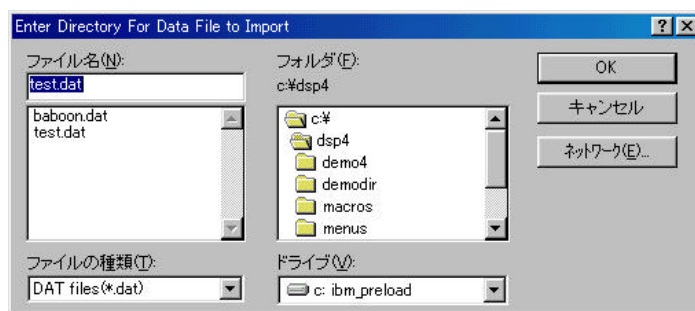 Enter Directory For Data File to Import
ファイル名(N):
test.dat
baboon.dat
test.dat
ファイルの種類(T):
DAT files(*.dat)
フォルダ(F):
c:¥dsp4
c:¥
dsp4
demo4
demodir
macros
menus
ドライブ(V):
c: ibm_preload
OK
キャンセル
ネットワーク(E)...